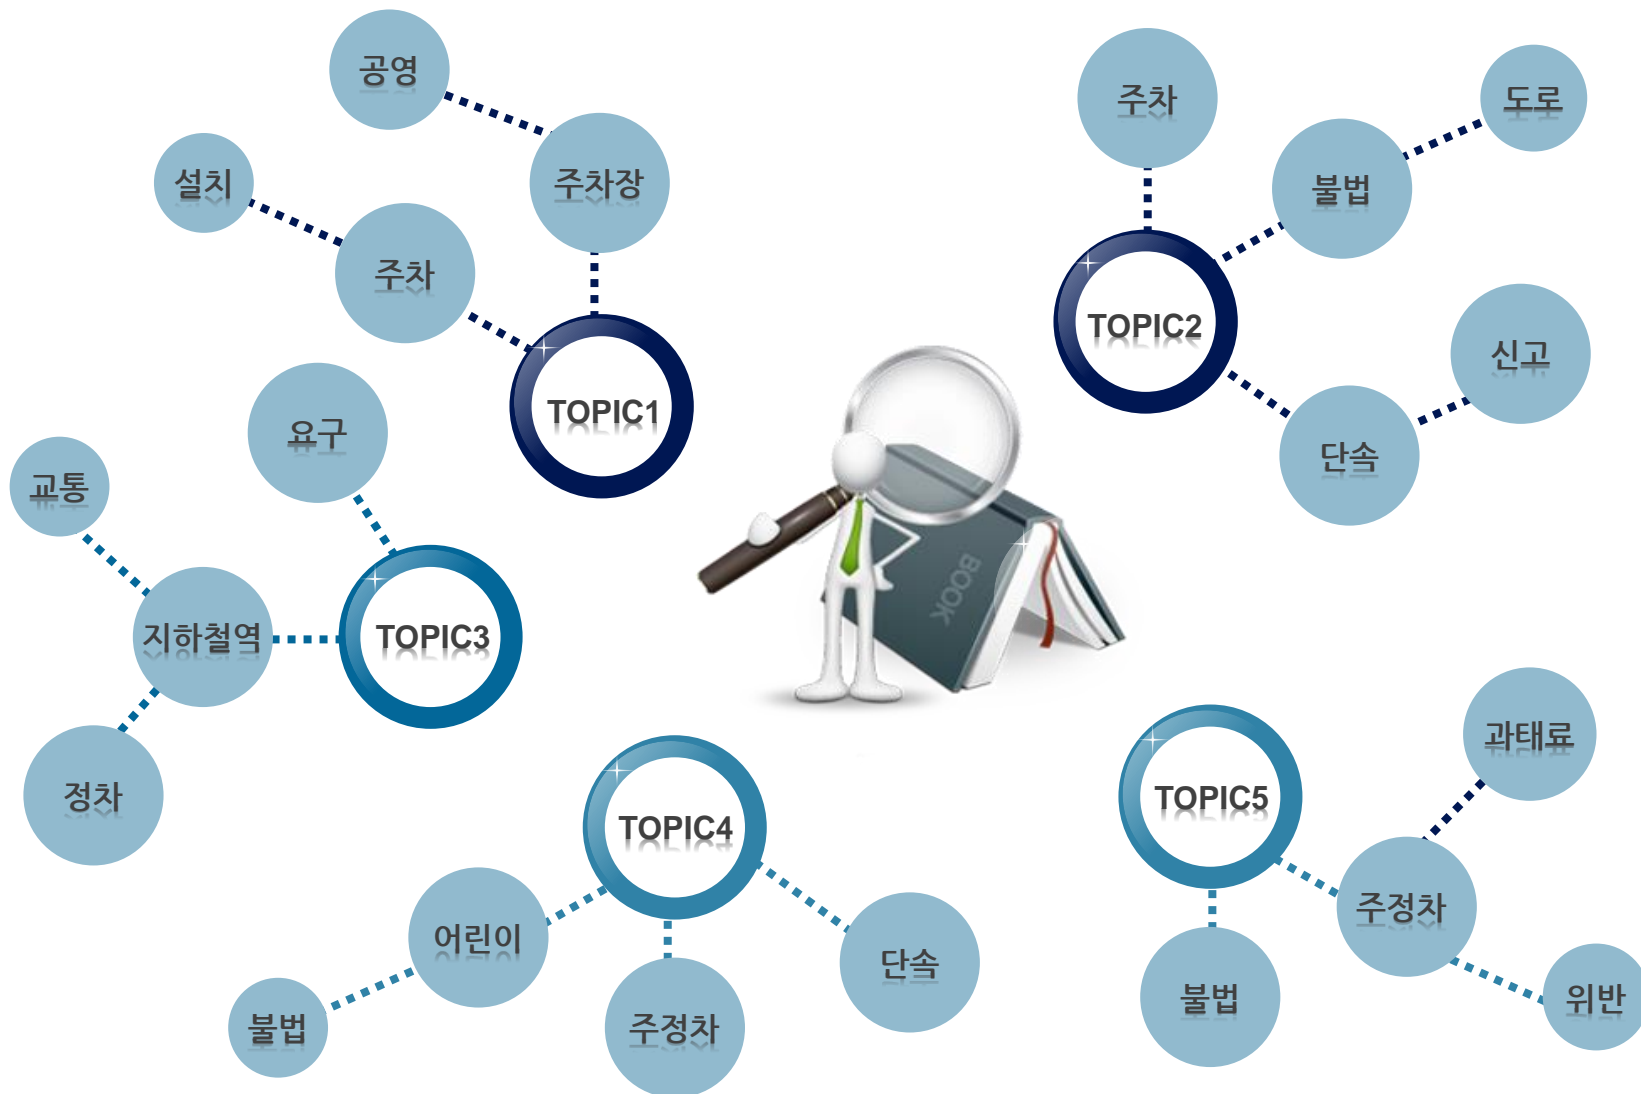 공영
설치
주차장
주차
TOPIC1
주차
도로
불법
TOPIC2
신고
단속
요구
교통
지하철역
TOPIC3
정차
BOOK
TOPIC4
어린이
단속
불법
주정차
TOPIC5
과태료
주정차
불법
위반